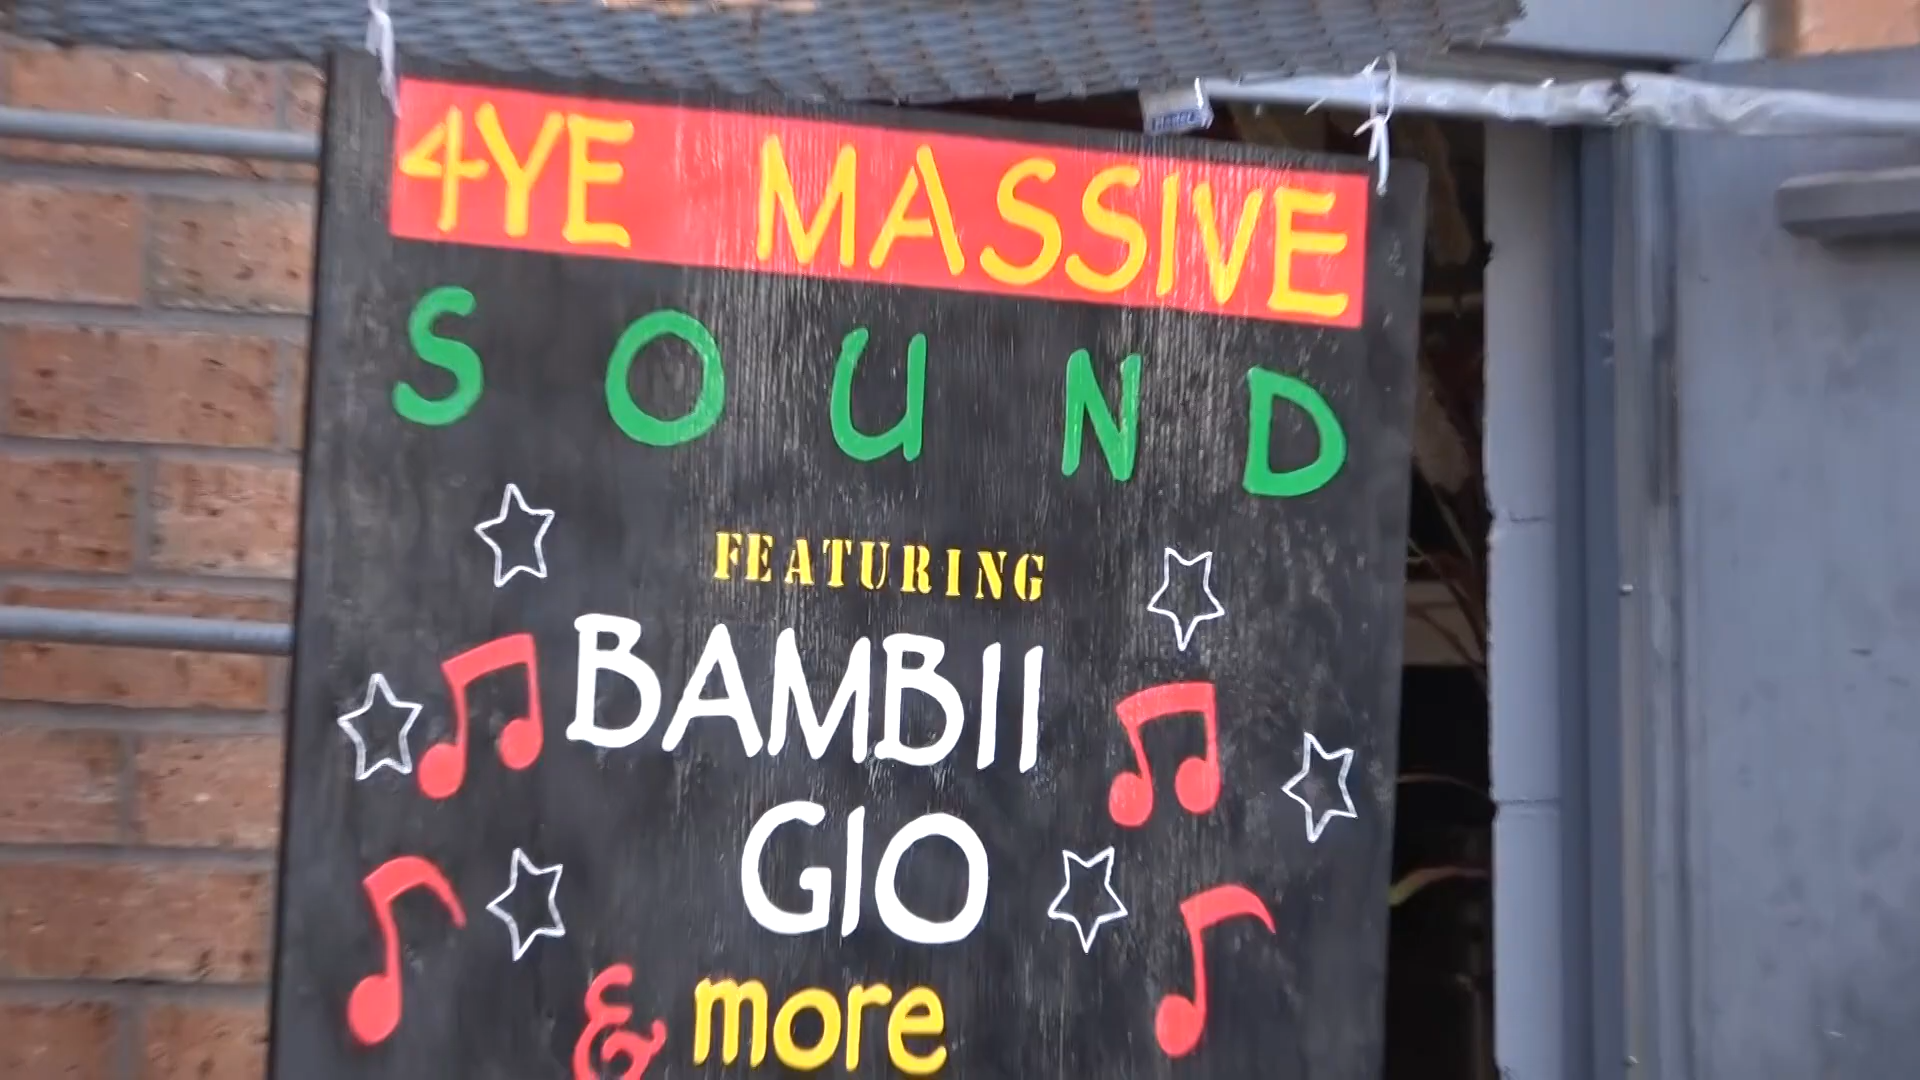 4YE MASSIVE
SOUND
FEATURING
BAMBII
GIO
& more